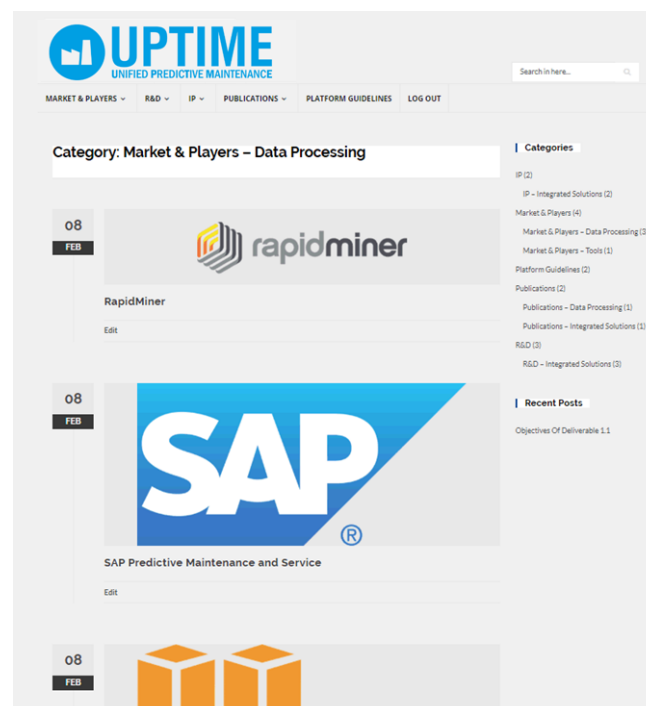 UPTIME
UNIFIED PREDICTIVE MAINTENANCE
Search in here...
MARKET & PLAYERS R&D IP PUBLICATIONS PLATFORM GUIDELINES LOG OUT
Category: Market & Players – Data Processing
08
FEB
rapidminer
RapidMiner
Edit
08
FEB
SAP
®
SAP Predictive Maintenance and Service
Edit
08
FEB
Categories
IP (2)
IP – Integrated Solutions (2)
Market & Players (4)
Market & Players – Data Processing (3
Market & Players – Tools (1)
Platform Guidelines (2)
Publications (2)
Publications – Data Processing (1)
Publications – Integrated Solutions (1)
R&D (3)
R&D – Integrated Solutions (3)
Recent Posts
Objectives Of Deliverable 1.1